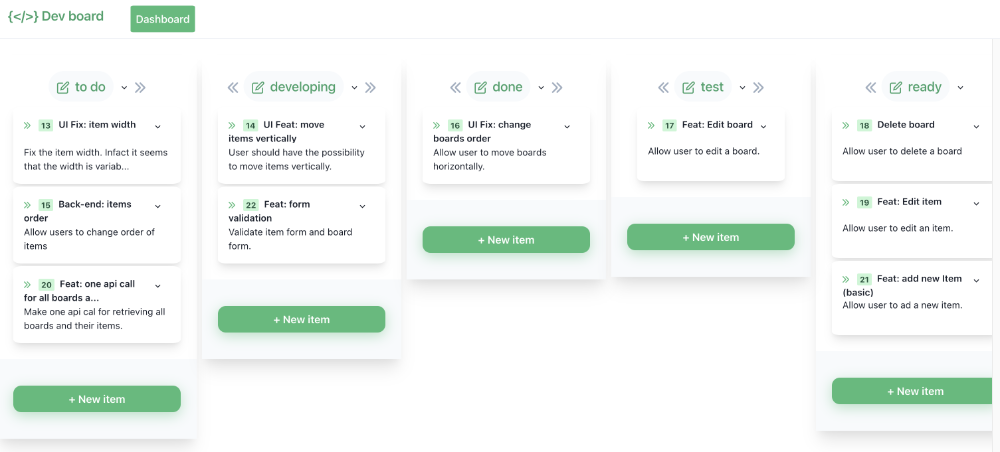 {</>} Dev board
Dashboard
to do
13 UI Fix: item width
Fix the item width. Infact it seems
that the width is variab...
15 Back-end: items
order
Allow users to change order of
items
20 Feat: one api call
for all boards a...
Make one api cal for retrieving all
boards and their items.
+ New item
developing
14 UI Feat: move
items vertically
User should have the possibility
to move items vertically.
22 Feat: form
validation
Validate item form and board
form.
+ New item
done
16 UI Fix: change
boards order
Allow user to move boards
horizontally.
+ New item
test
17 Feat: Edit board
Allow user to edit a board.
+ New item
ready
18 Delete board
Allow user to delete a board
19 Feat: Edit item
Allow user to edit an item.
21 Feat: add new Item
(basic)
Allow user to ad a new item.
+ New item